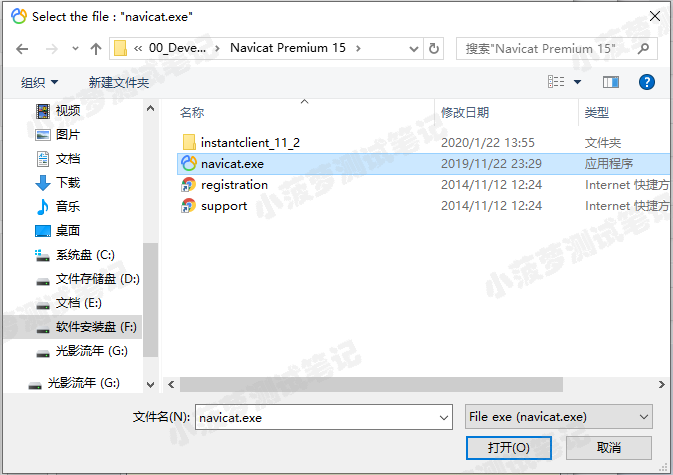 Select the file : "navicat.exe"
« 00_Deve... › Navicat Premium 15 ›
搜索"Navicat Premium 15"
组织 新建文件夹
名称 修改日期 类型
视频
图片
文档
下载
音乐
桌面
系统盘 (C:)
文件存储盘 (D:)
文档 (E:)
软件安装盘 (F:)
光影流年 (G:)
光影流年 (G:)
instantclient_11_2 2020/1/22 13:55 文件夹
navicat.exe 2019/11/22 23:29 应用程序
registration 2014/11/12 12:24 Internet 快捷方
support 2014/11/12 12:24 Internet 快捷方
文件名(N): navicat.exe File exe (navicat.exe)
打开(O) 取消
小菠萝测试笔记